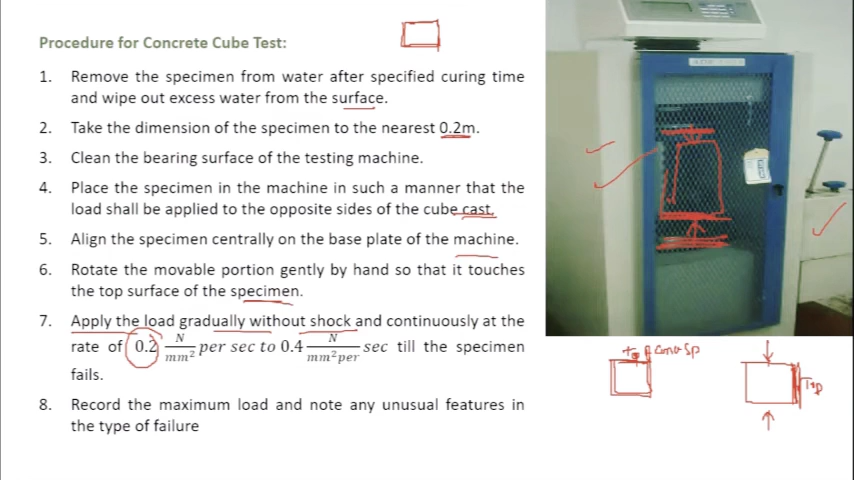 Procedure for Concrete Cube Test:
1. Remove the specimen from water after specified curing time
and wipe out excess water from the surface.
2. Take the dimension of the specimen to the nearest 0.2m.
3. Clean the bearing surface of the testing machine.
4. Place the specimen in the machine in such a manner that the
load shall be applied to the opposite sides of the cube cast.
5. Align the specimen centrally on the base plate of the machine.
6. Rotate the movable portion gently by hand so that it touches
the top surface of the specimen.
7. Apply the load gradually without shock and continuously at the
rate of 0.2 N/mm² per sec to 0.4 N/mm²per sec till the specimen
fails.
8. Record the maximum load and note any unusual features in
the type of failure
top
Top